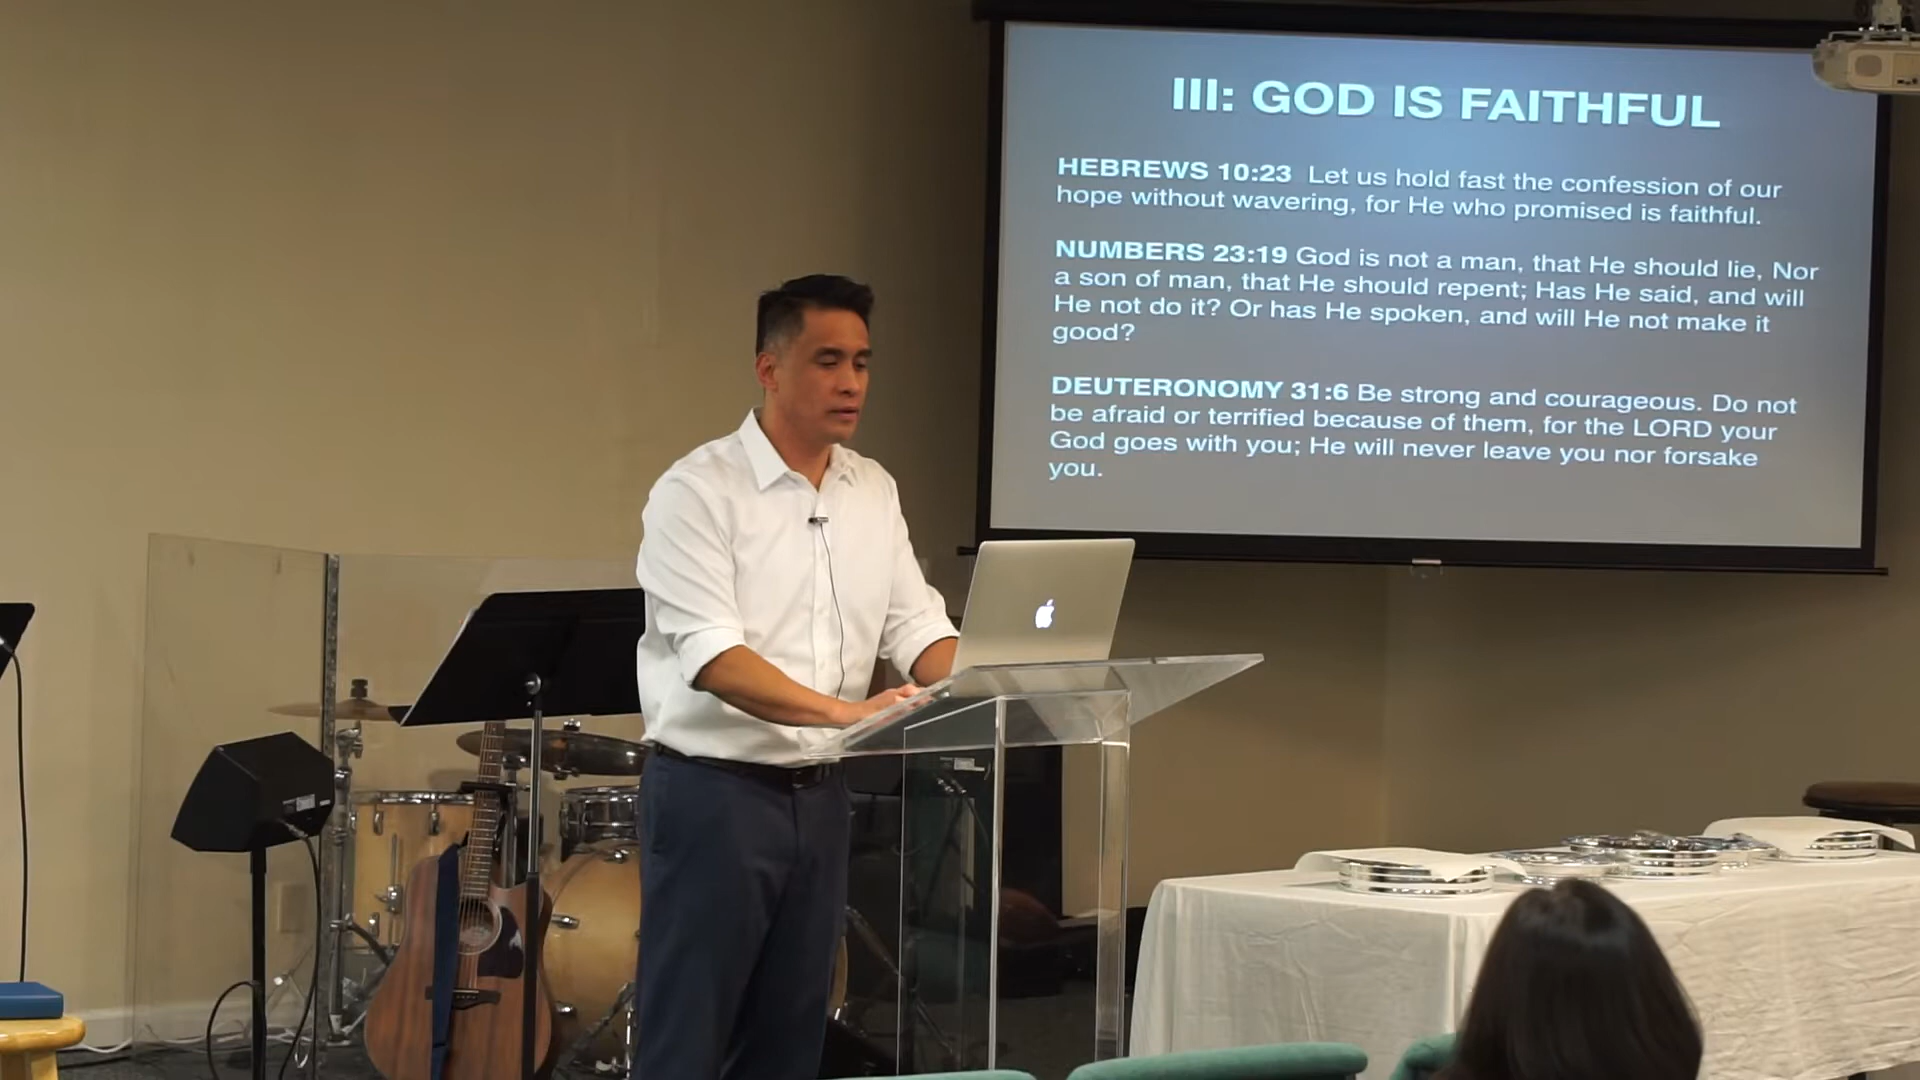 III: GOD IS FAITHFUL
HEBREWS 10:23 Let us hold fast the confession of our
hope without wavering, for He who promised is faithful.
NUMBERS 23:19 God is not a man, that He should lie, Nor
a son of man, that He should repent; Has He said, and will
He not do it? Or has He spoken, and will He not make it
good?
DEUTERONOMY 31:6 Be strong and courageous. Do not
be afraid or terrified because of them, for the LORD your
God goes with you; He will never leave you nor forsake
you.